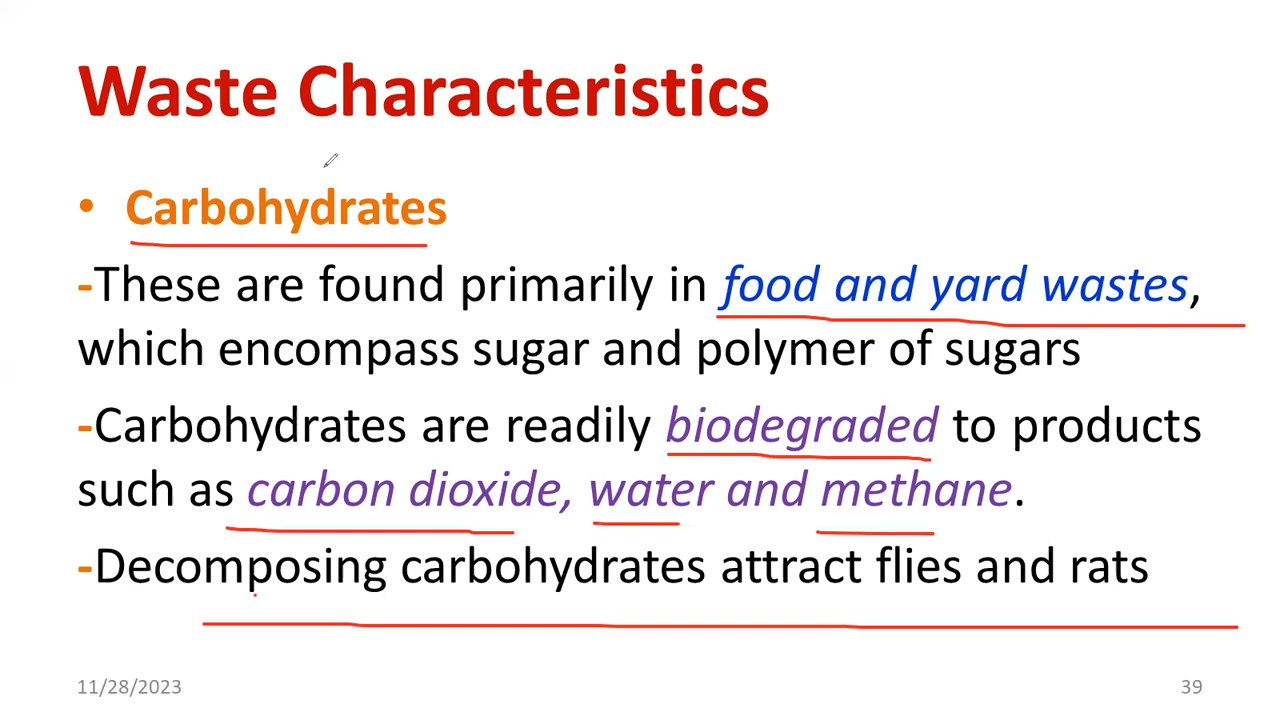 Waste Characteristics
• Carbohydrates
-These are found primarily in food and yard wastes,
which encompass sugar and polymer of sugars
-Carbohydrates are readily biodegraded to products
such as carbon dioxide, water and methane.
-Decomposing carbohydrates attract flies and rats
11/28/2023
39